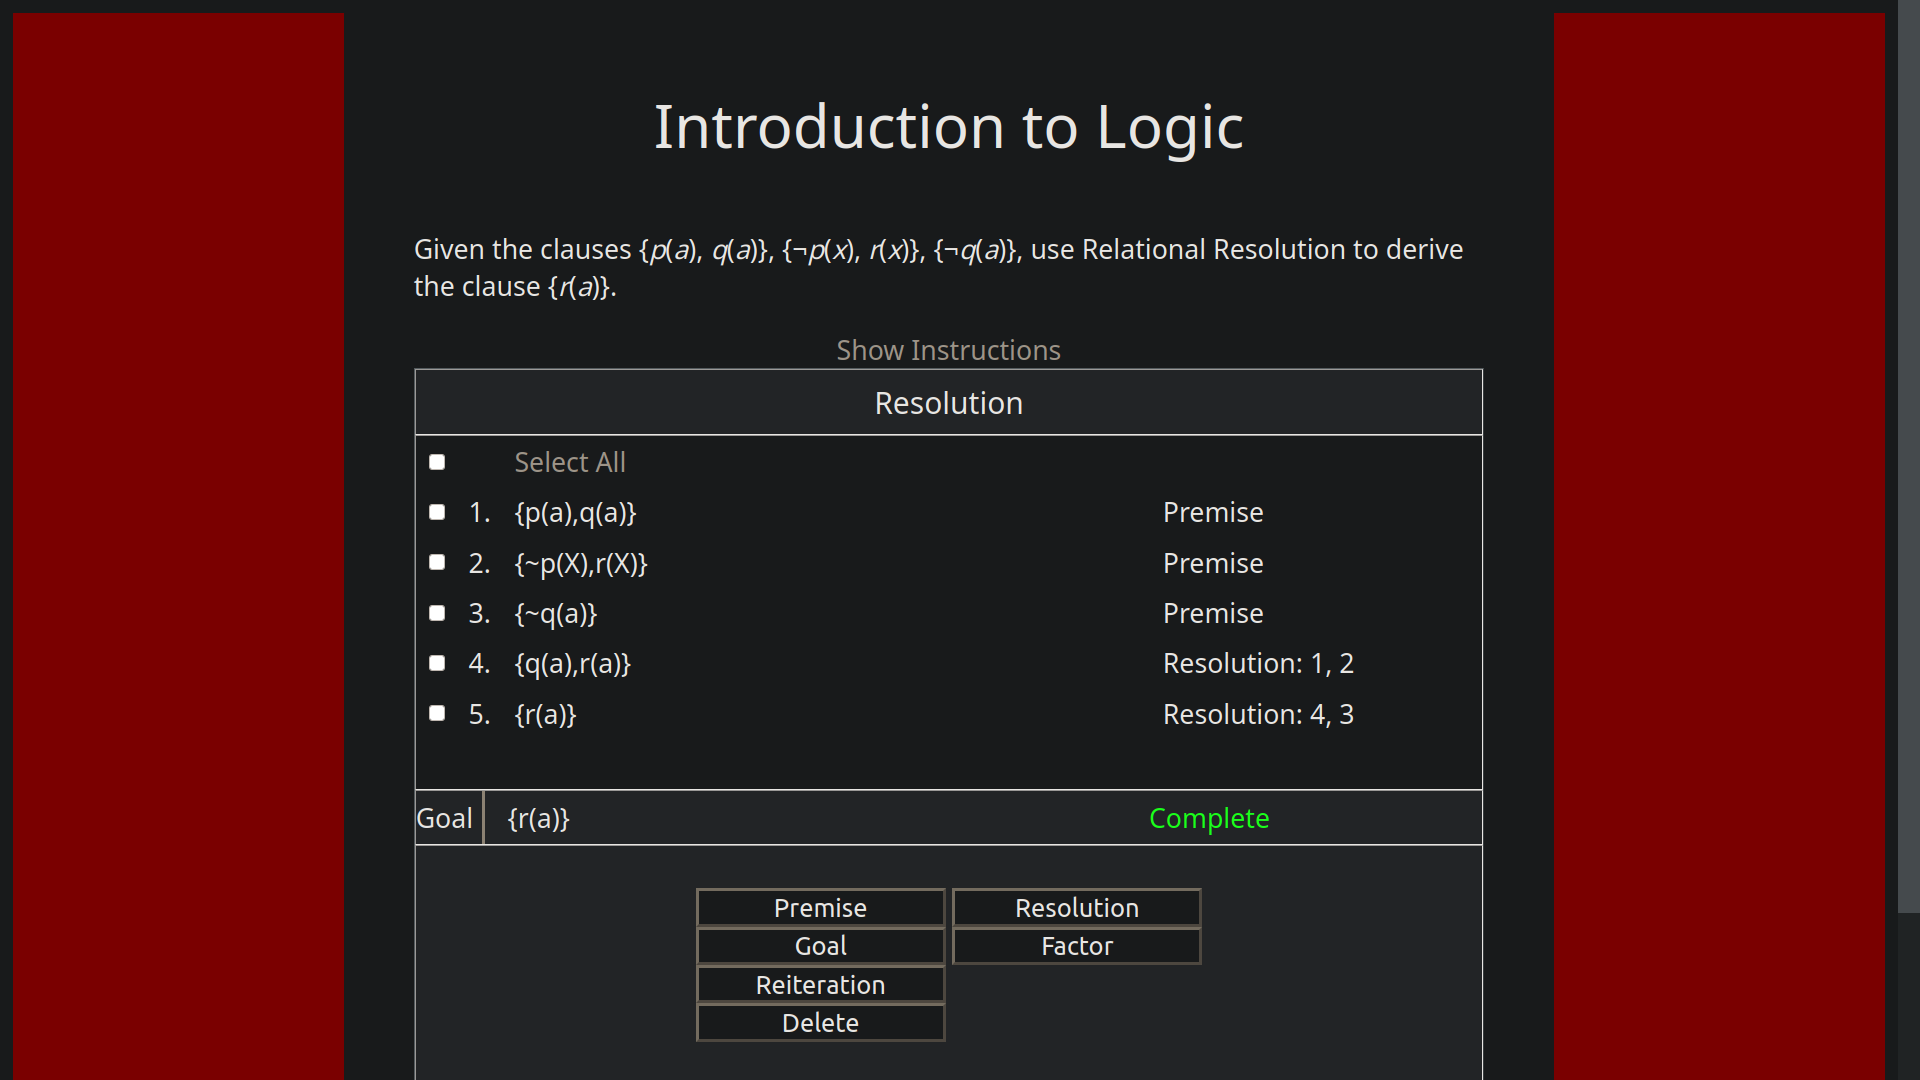 Introduction to Logic
Given the clauses {p(a), q(a)}, {¬p(x), r(x)}, {¬q(a)}, use Relational Resolution to derive
the clause {r(a)}.
Show Instructions
Resolution
Select All
1. {p(a),q(a)} Premise
2. {~p(X),r(X)} Premise
3. {~q(a)} Premise
4. {q(a),r(a)} Resolution: 1, 2
5. {r(a)} Resolution: 4, 3
Goal {r(a)} Complete
Premise Resolution
Goal Factor
Reiteration
Delete